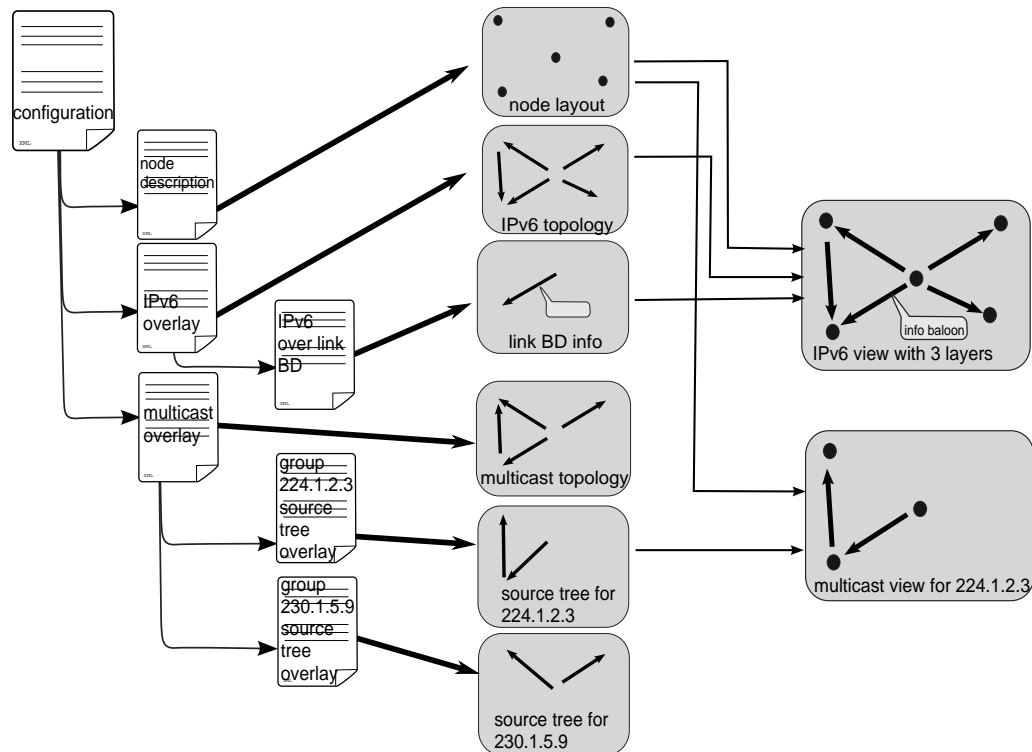 configuration
XML
node
description
XML
IPv6
overlay
XML
IPv6
over link
BD
XML
multicast
overlay
XML
group
224.1.2.3
source
tree
overlay
group
230.1.5.9
source
tree
overlay
XML
node layout
IPv6 topology
link BD info
multicast topology
source tree for
224.1.2.3
source tree for
230.1.5.9
info baloon
IPv6 view with 3 layers
multicast view for 224.1.2.34